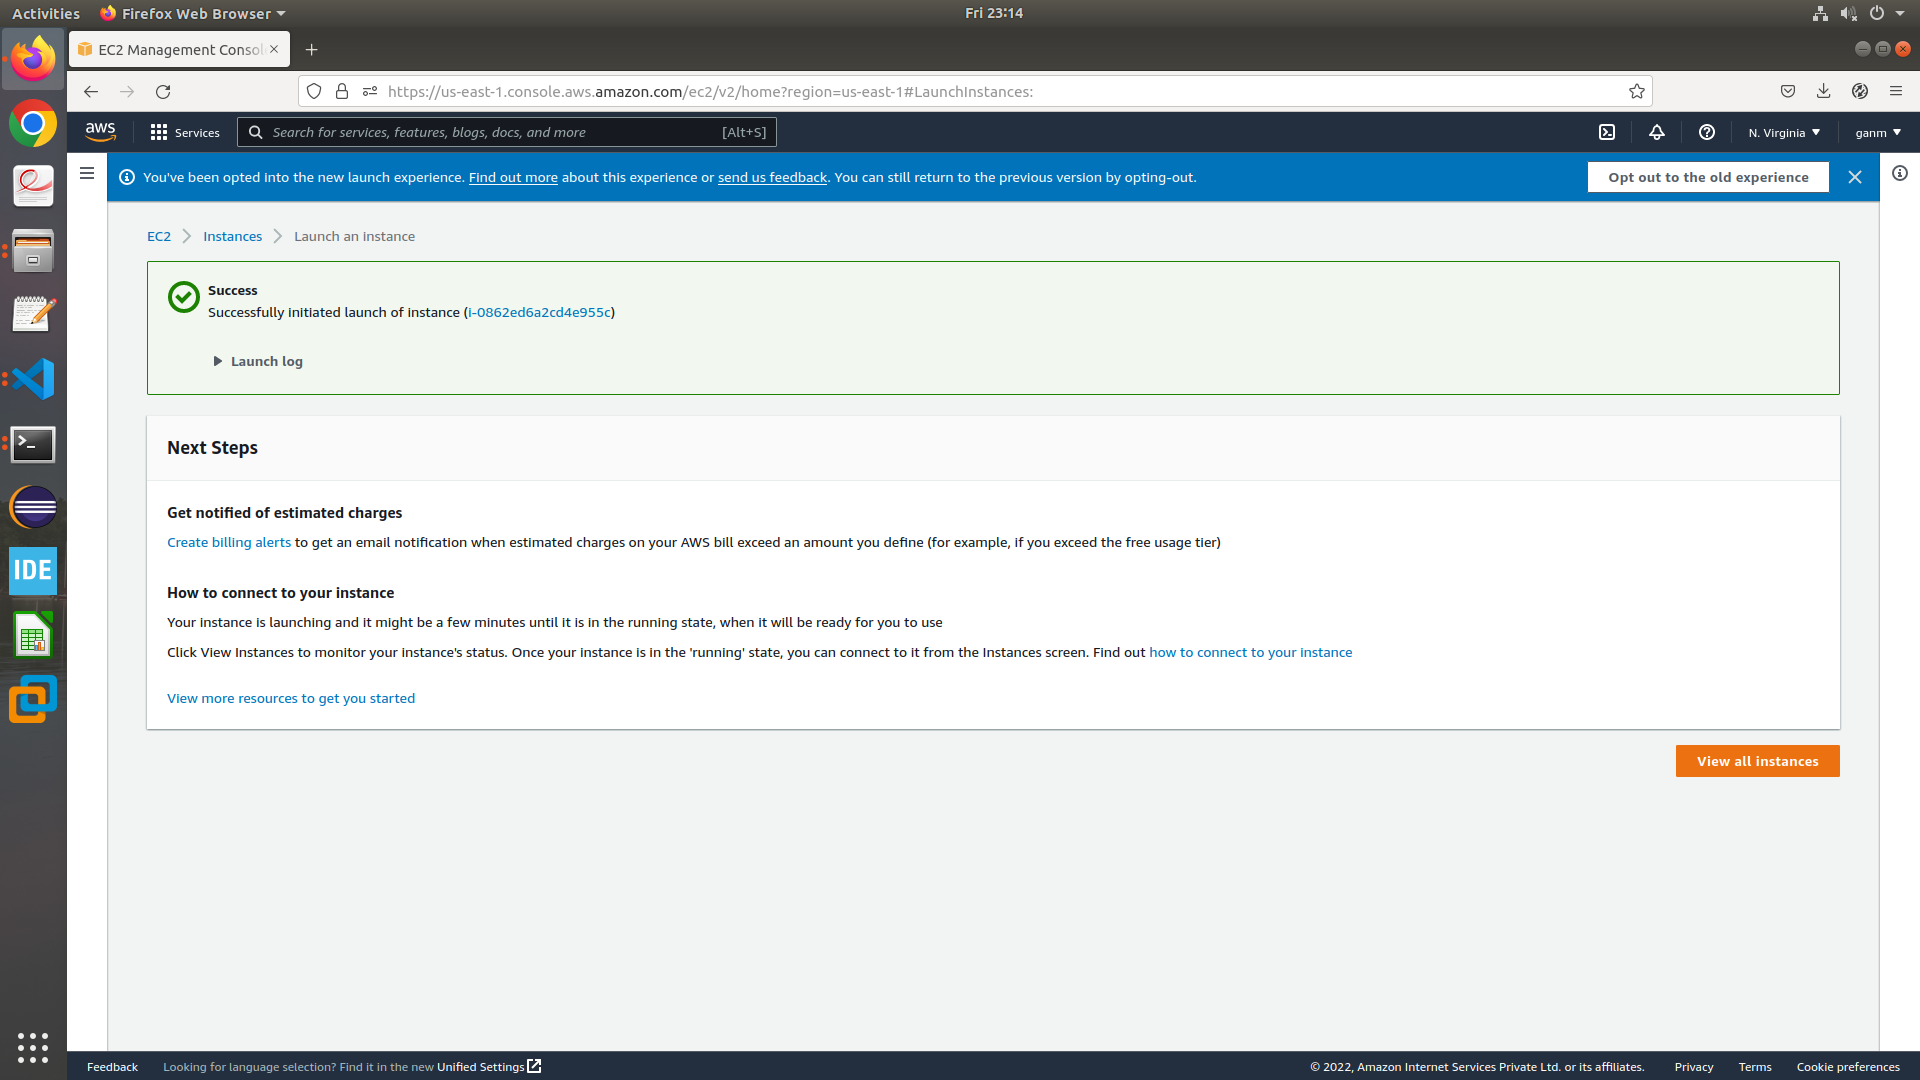 Activities Firefox Web Browser Fri 23:14
EC2 Management Consol
https://us-east-1.console.aws.amazon.com/ec2/v2/home?region=us-east-1#LaunchInstances:
aws Services Search for services, features, blogs, docs, and more [Alt+S] N. Virginia ganm
You've been opted into the new launch experience. Find out more about this experience or send us feedback. You can still return to the previous version by opting-out. Opt out to the old experience
EC2 Instances Launch an instance
Success
Successfully initiated launch of instance (i-0862ed6a2cd4e955c)
Launch log
Next Steps
Get notified of estimated charges
Create billing alerts to get an email notification when estimated charges on your AWS bill exceed an amount you define (for example, if you exceed the free usage tier)
How to connect to your instance
Your instance is launching and it might be a few minutes until it is in the running state, when it will be ready for you to use
Click View Instances to monitor your instance's status. Once your instance is in the 'running' state, you can connect to it from the Instances screen. Find out how to connect to your instance
View more resources to get you started
View all instances
IDE
Feedback Looking for language selection? Find it in the new Unified Settings © 2022, Amazon Internet Services Private Ltd. or its affiliates. Privacy Terms Cookie preferences